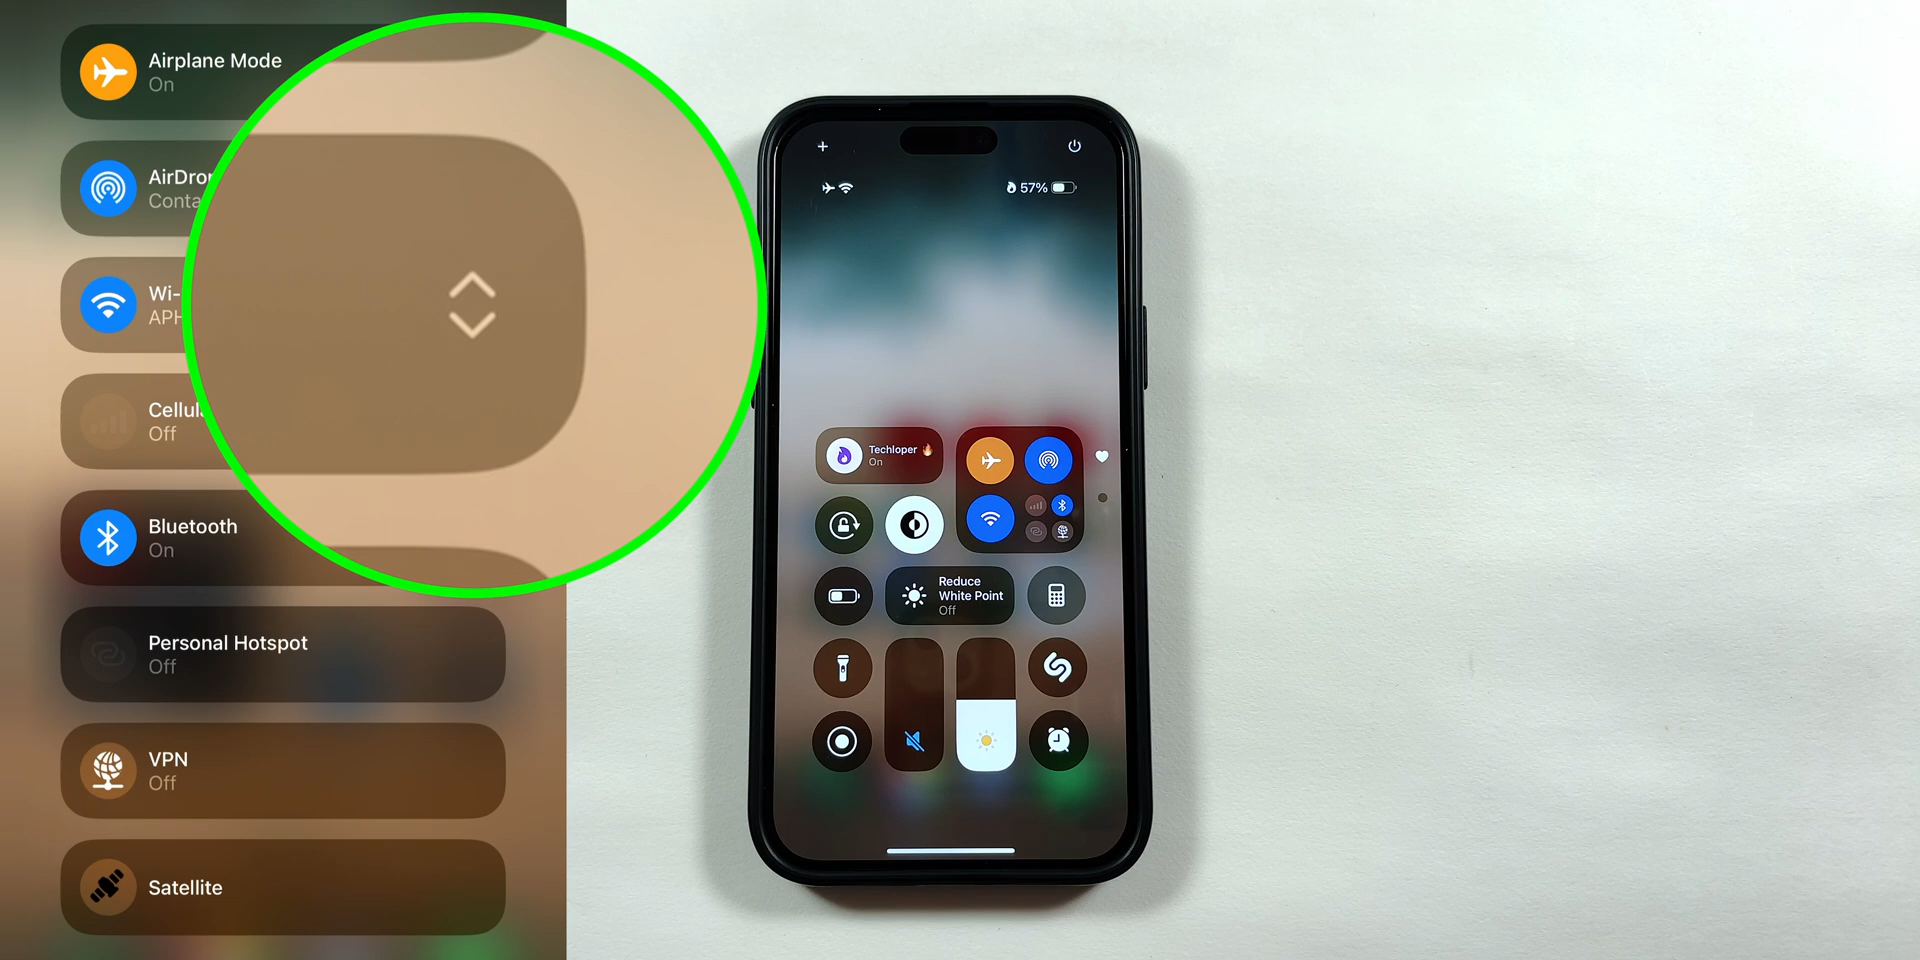 Airplane Mode
On
AirDro
Conta
Wi-
APH
Cellul
Off
Bluetooth
On
Personal Hotspot
Off
VPN
Off
Satellite
57%
Techloper 🔥
On
Reduce
White Point
Off